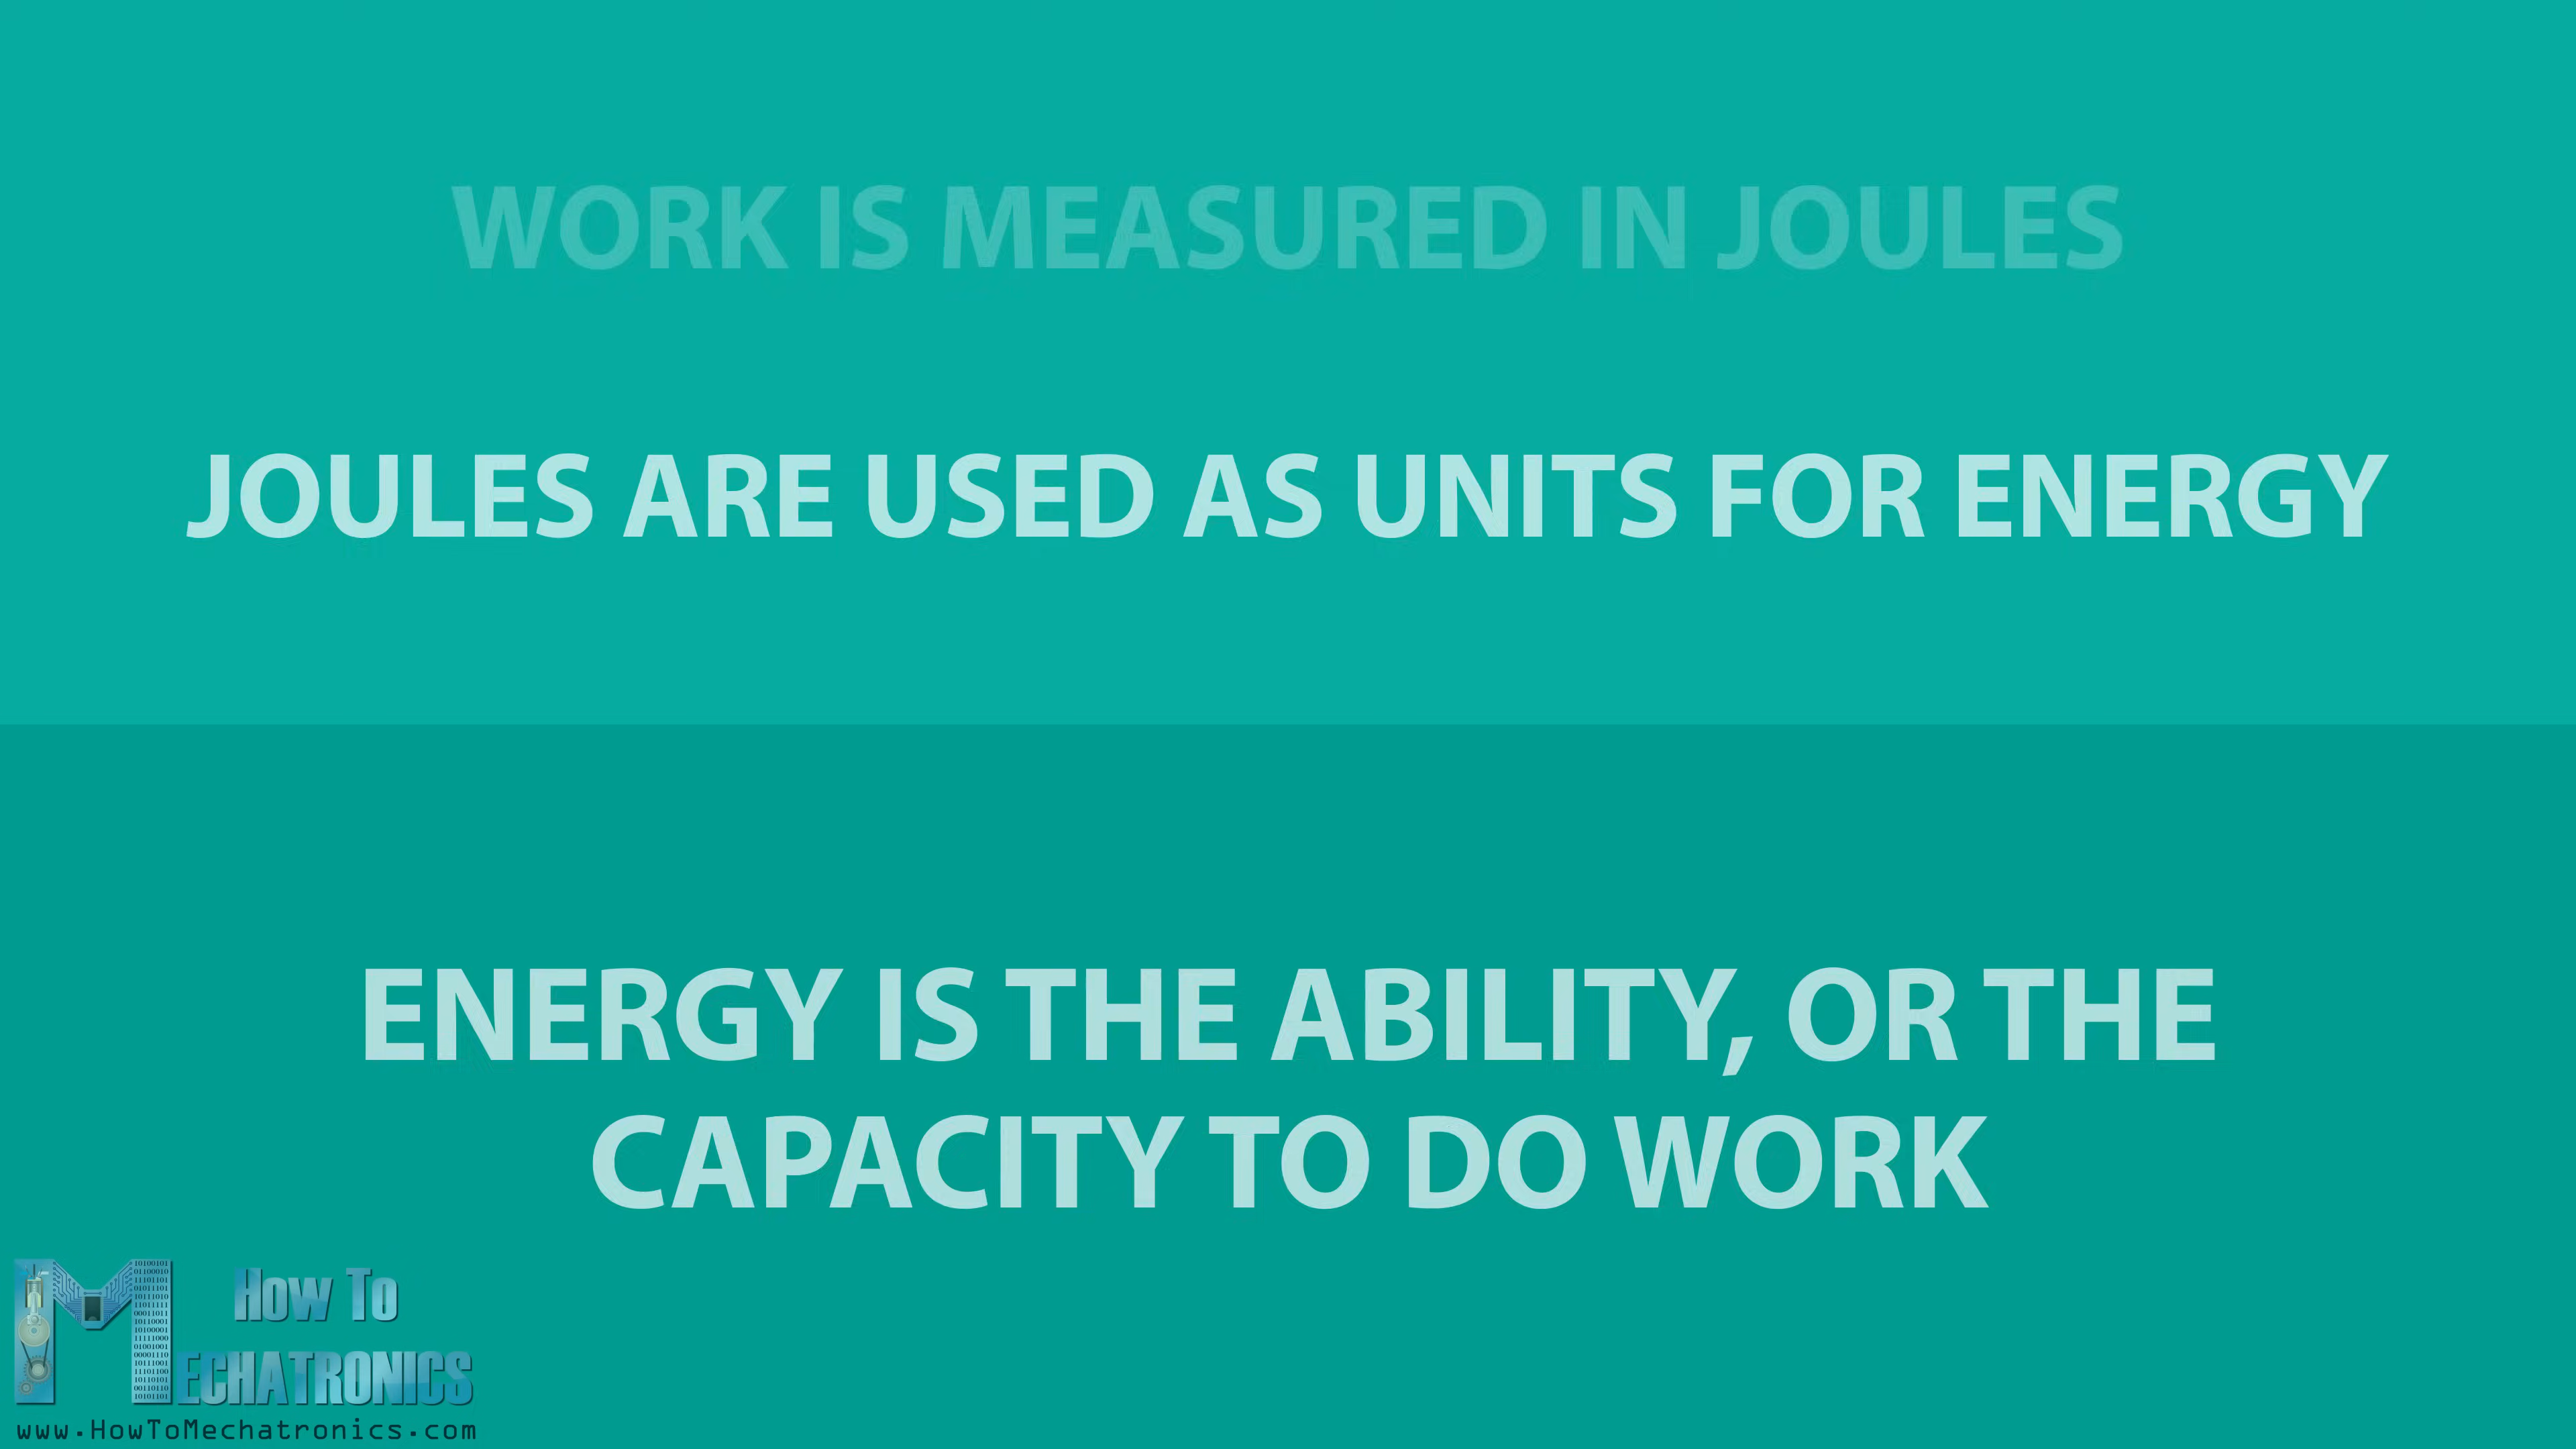 WORK IS MEASURED IN JOULES
JOULES ARE USED AS UNITS FOR ENERGY
ENERGY IS THE ABILITY, OR THE
CAPACITY TO DO WORK
How To
MECHATRONICS
www.HowToMechatronics.com